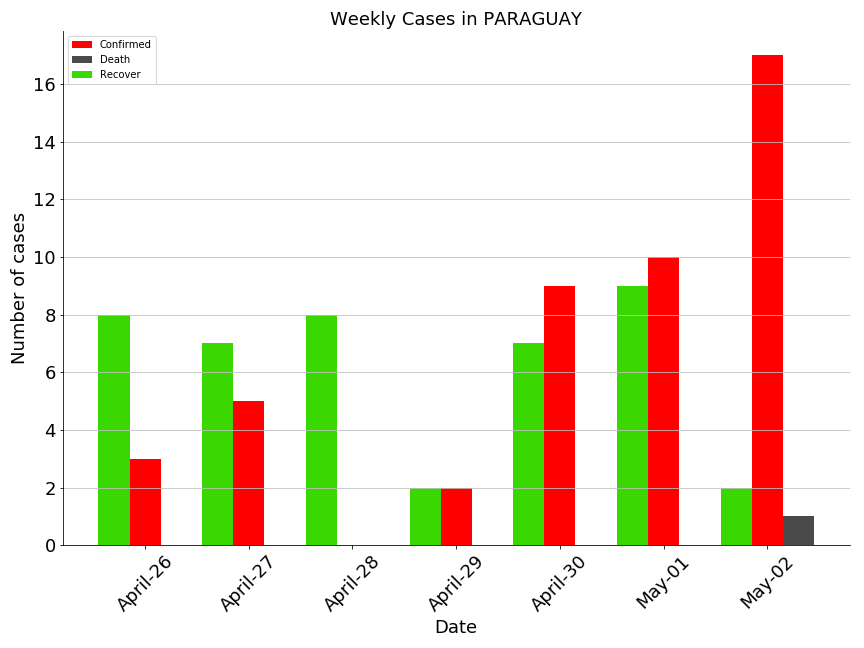 Weekly Cases in PARAGUAY
Confirmed
Death
Recover
Number of cases
16
14
12
10
8
6
4
2
0
April-26
April-27
April-28
April-29
April-30
May-01
May-02
Date